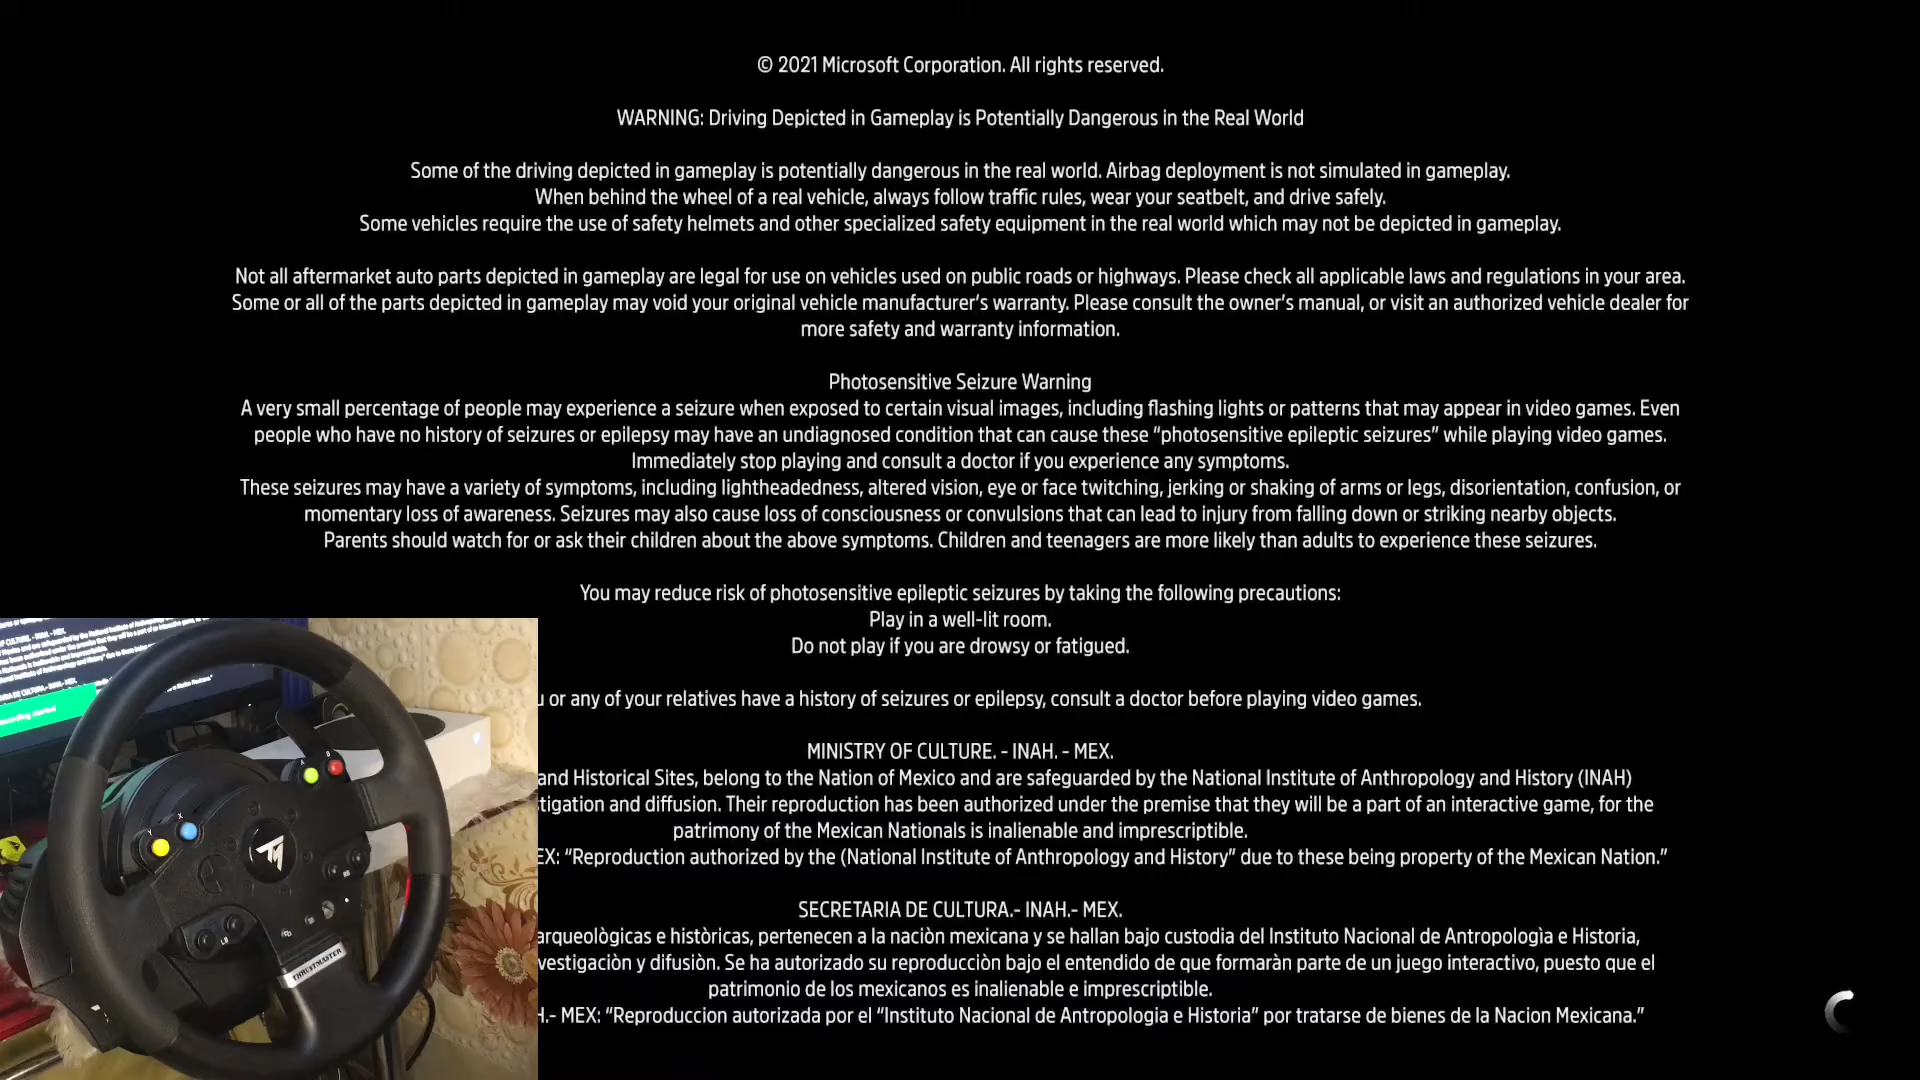 © 2021 Microsoft Corporation. All rights reserved.
WARNING: Driving Depicted in Gameplay is Potentially Dangerous in the Real World
Some of the driving depicted in gameplay is potentially dangerous in the real world. Airbag deployment is not simulated in gameplay.
When behind the wheel of a real vehicle, always follow traffic rules, wear your seatbelt, and drive safely.
Some vehicles require the use of safety helmets and other specialized safety equipment in the real world which may not be depicted in gameplay.
Not all aftermarket auto parts depicted in gameplay are legal for use on vehicles used on public roads or highways. Please check all applicable laws and regulations in your area.
Some or all of the parts depicted in gameplay may void your original vehicle manufacturer's warranty. Please consult the owner's manual, or visit an authorized vehicle dealer for
more safety and warranty information.
Photosensitive Seizure Warning
A very small percentage of people may experience a seizure when exposed to certain visual images, including flashing lights or patterns that may appear in video games. Even
people who have no history of seizures or epilepsy may have an undiagnosed condition that can cause these “photosensitive epileptic seizures” while playing video games.
Immediately stop playing and consult a doctor if you experience any symptoms.
These seizures may have a variety of symptoms, including lightheadedness, altered vision, eye or face twitching, jerking or shaking of arms or legs, disorientation, confusion, or
momentary loss of awareness. Seizures may also cause loss of consciousness or convulsions that can lead to injury from falling down or striking nearby objects.
Parents should watch for or ask their children about the above symptoms. Children and teenagers are more likely than adults to experience these seizures.
You may reduce risk of photosensitive epileptic seizures by taking the following precautions:
Play in a well-lit room.
Do not play if you are drowsy or fatigued.
or any of your relatives have a history of seizures or epilepsy, consult a doctor before playing video games.
MINISTRY OF CULTURE. - INAH. - MEX.
and Historical Sites, belong to the Nation of Mexico and are safeguarded by the National Institute of Anthropology and History (INAH)
tigation and diffusion. Their reproduction has been authorized under the premise that they will be a part of an interactive game, for the
patrimony of the Mexican Nationals is inalienable and imprescriptible.
EX: “Reproduction authorized by the (National Institute of Anthropology and History” due to these being property of the Mexican Nation.”
SECRETARIA DE CULTURA.- INAH.- MEX.
arqueològicas e històricas, pertenecen a la naciòn mexicana y se hallan bajo custodia del Instituto Nacional de Antropologìa e Historia,
vestigaciòn y difusiòn. Se ha autorizado su reproducciòn bajo el entendido de que formaràn parte de un juego interactivo, puesto que el
patrimonio de los mexicanos es inalienable e imprescriptible.
H.- MEX: “Reproduccion autorizada por el “Instituto Nacional de Antropologia e Historia” por tratarse de bienes de la Nacion Mexicana.”
A
B
Y
X
LB
THRUSTMASTER